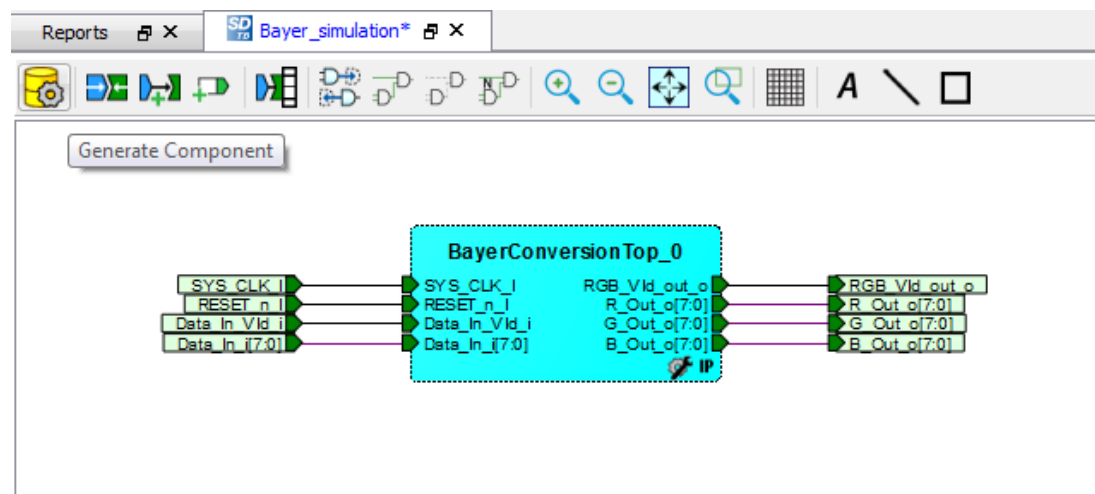 Reports
SD TB Bayer_simulation*
N
A
Generate Component
BayerConversionTop_0
SYS_CLK_I SYS_CLK_I RGB_Vld_out_o RGB_Vld_out_o
RESET_n_I RESET_n_I R_Out_o[7:0] R_Out_o[7:0]
Data_In_Vld_i Data_In_Vld_i G_Out_o[7:0] G_Out_o[7:0]
Data_In_i[7:0] Data_In_i[7:0] B_Out_o[7:0] B_Out_o[7:0]
IP